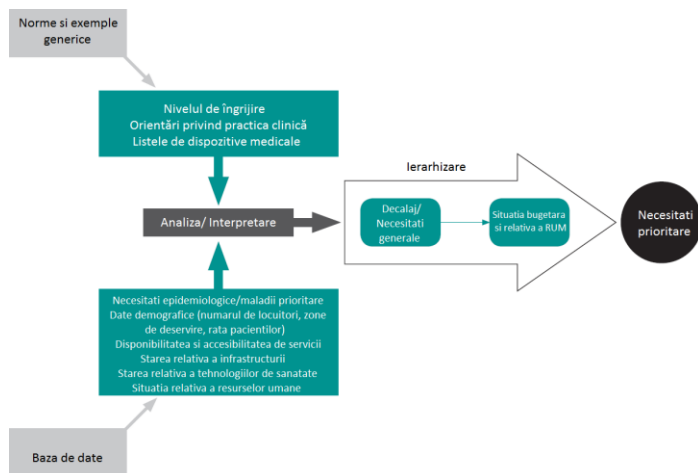 Norme si exemple
generice
Nivelul de îngrijire
Orientări privind practica clinică
Listele de dispozitive medicale
Ierarhizare
Analiza/ Interpretare
Decalaj/
Necesitati
generale
Situatia bugetara
si relativa a RUM
Necesitati
prioritare
Necesitati epidemiologice/maladii prioritare
Date demografice (numarul de locuitori, zone
de deservire, rata pacientilor)
Disponibilitatea si accesibilitatea de servicii
Starea relativa a infrastructurii
Starea relativa a tehnologiilor de sanatate
Situatia relativa a resurselor umane
Baza de date